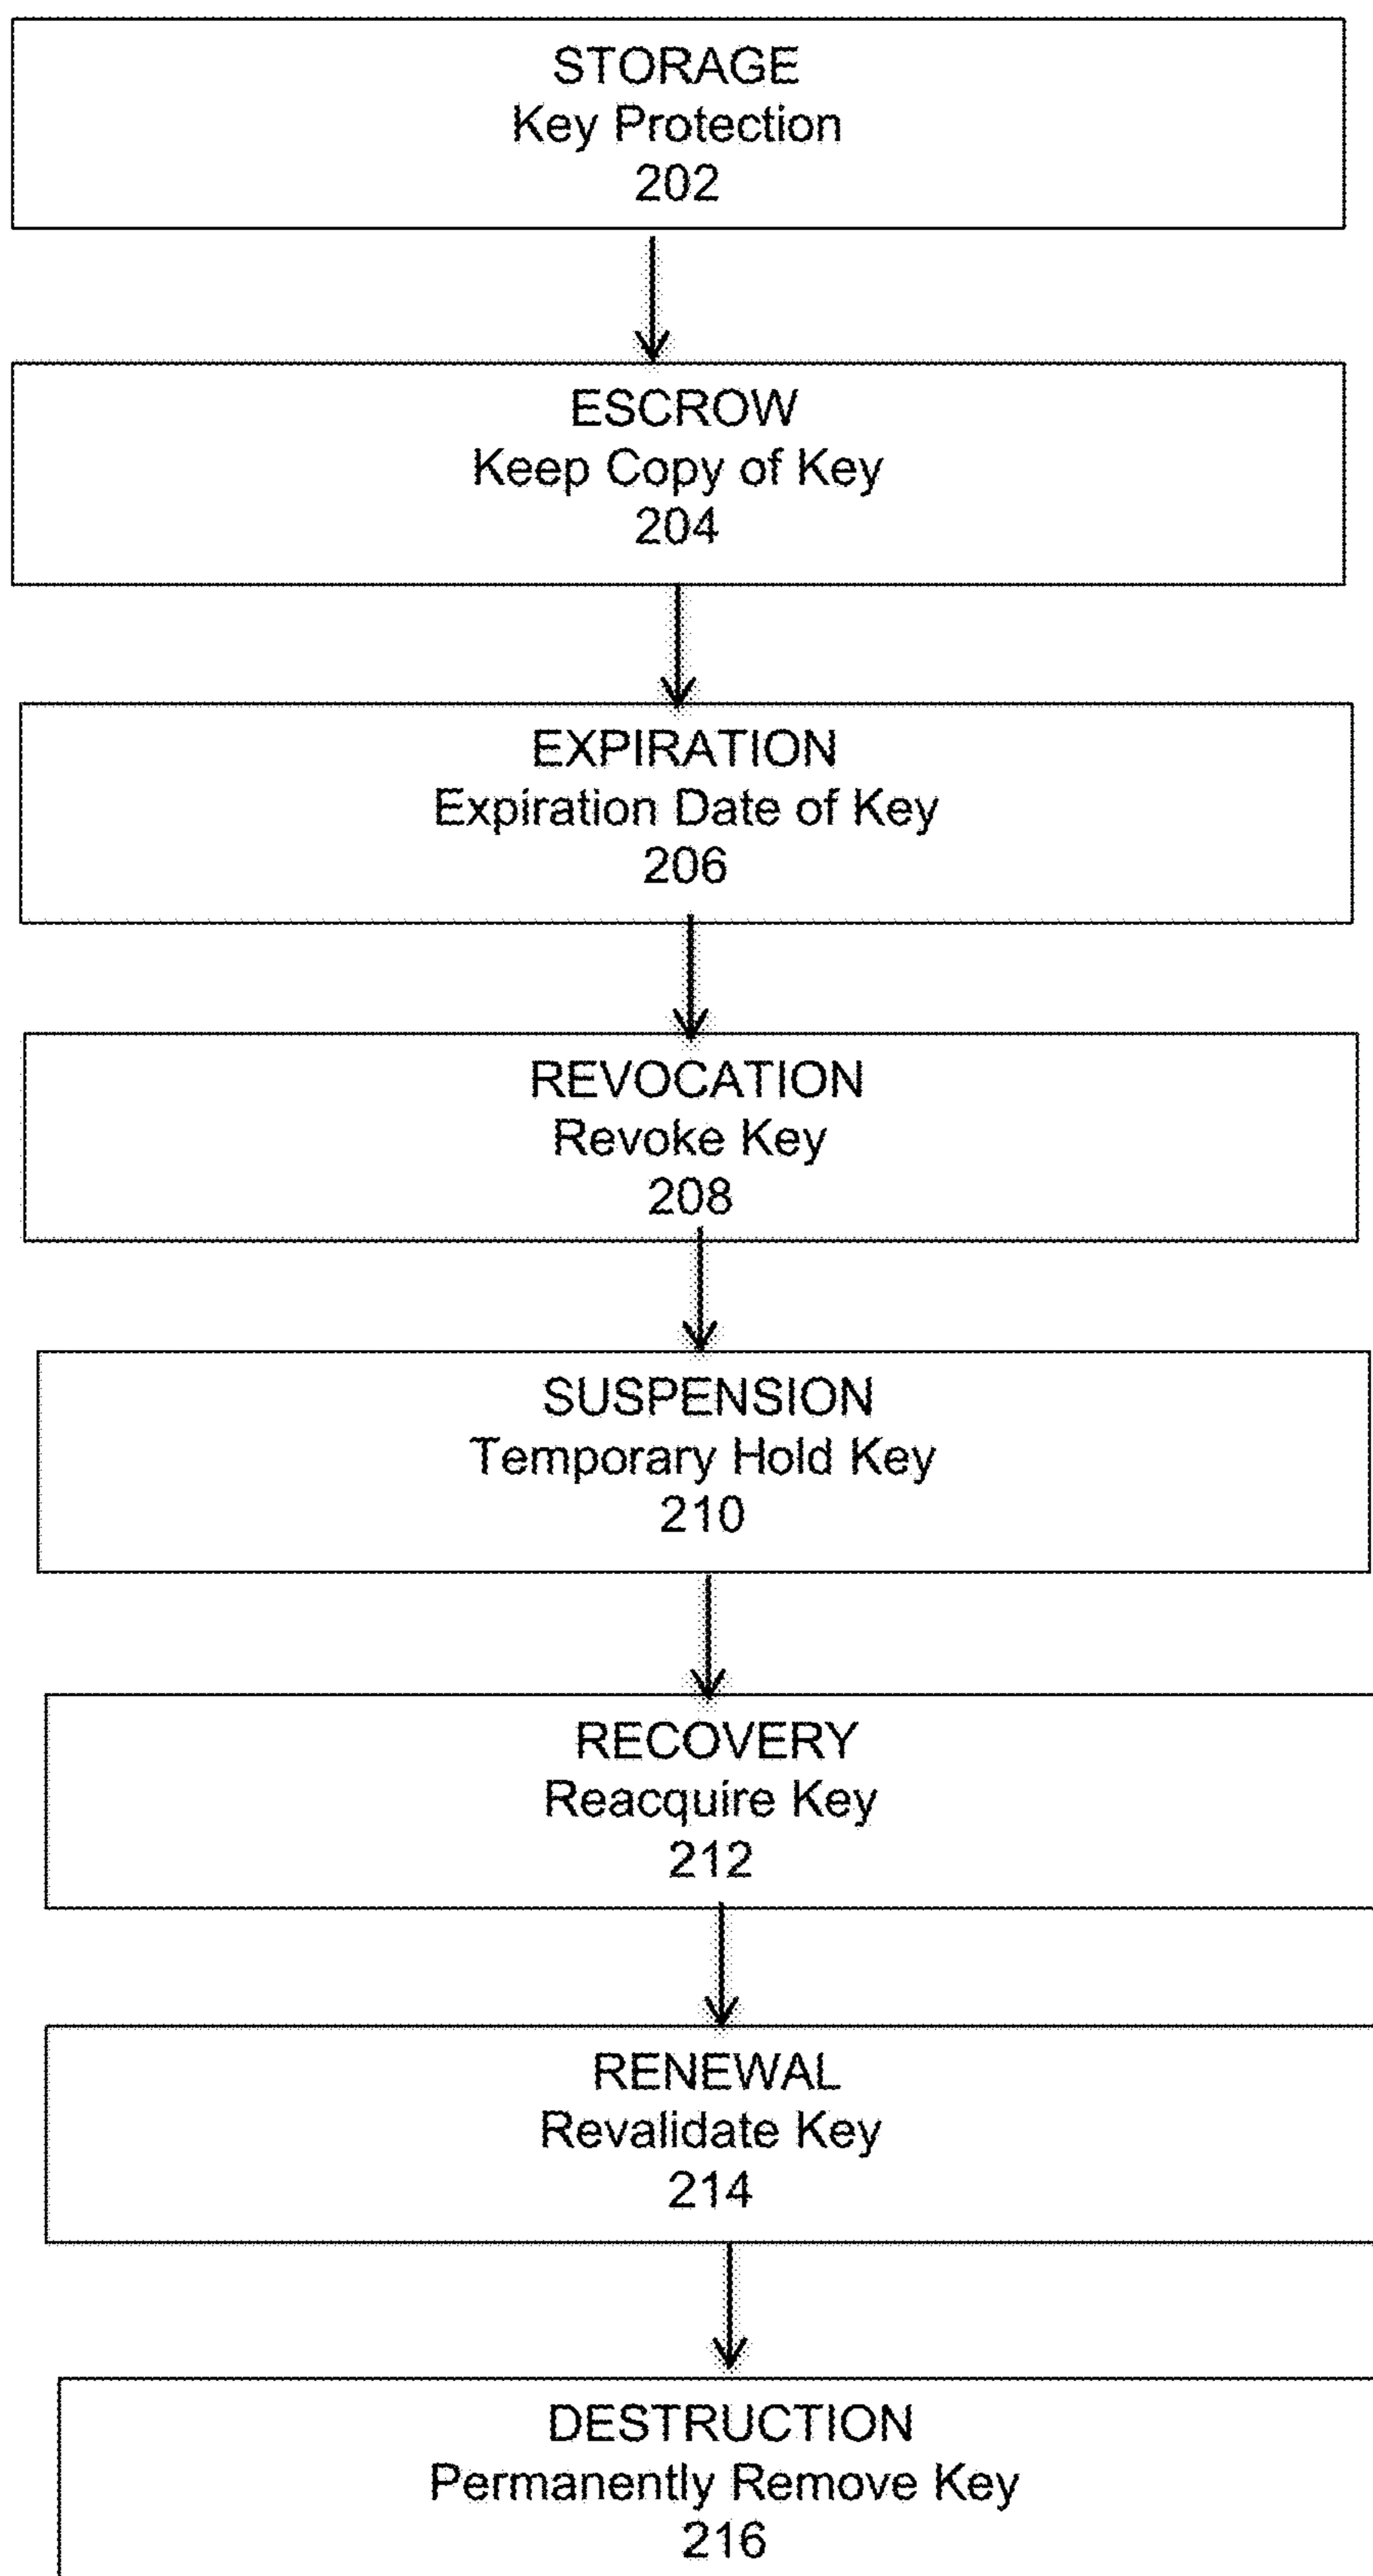 STORAGE
Key Protection
202
ESCROW
Keep Copy of Key
204
EXPIRATION
Expiration Date of Key
206
REVOCATION
Revoke Key
208
SUSPENSION
Temporary Hold Key
210
RECOVERY
Reacquire Key
212
RENEWAL
Revalidate Key
214
DESTRUCTION
Permanently Remove Key
216